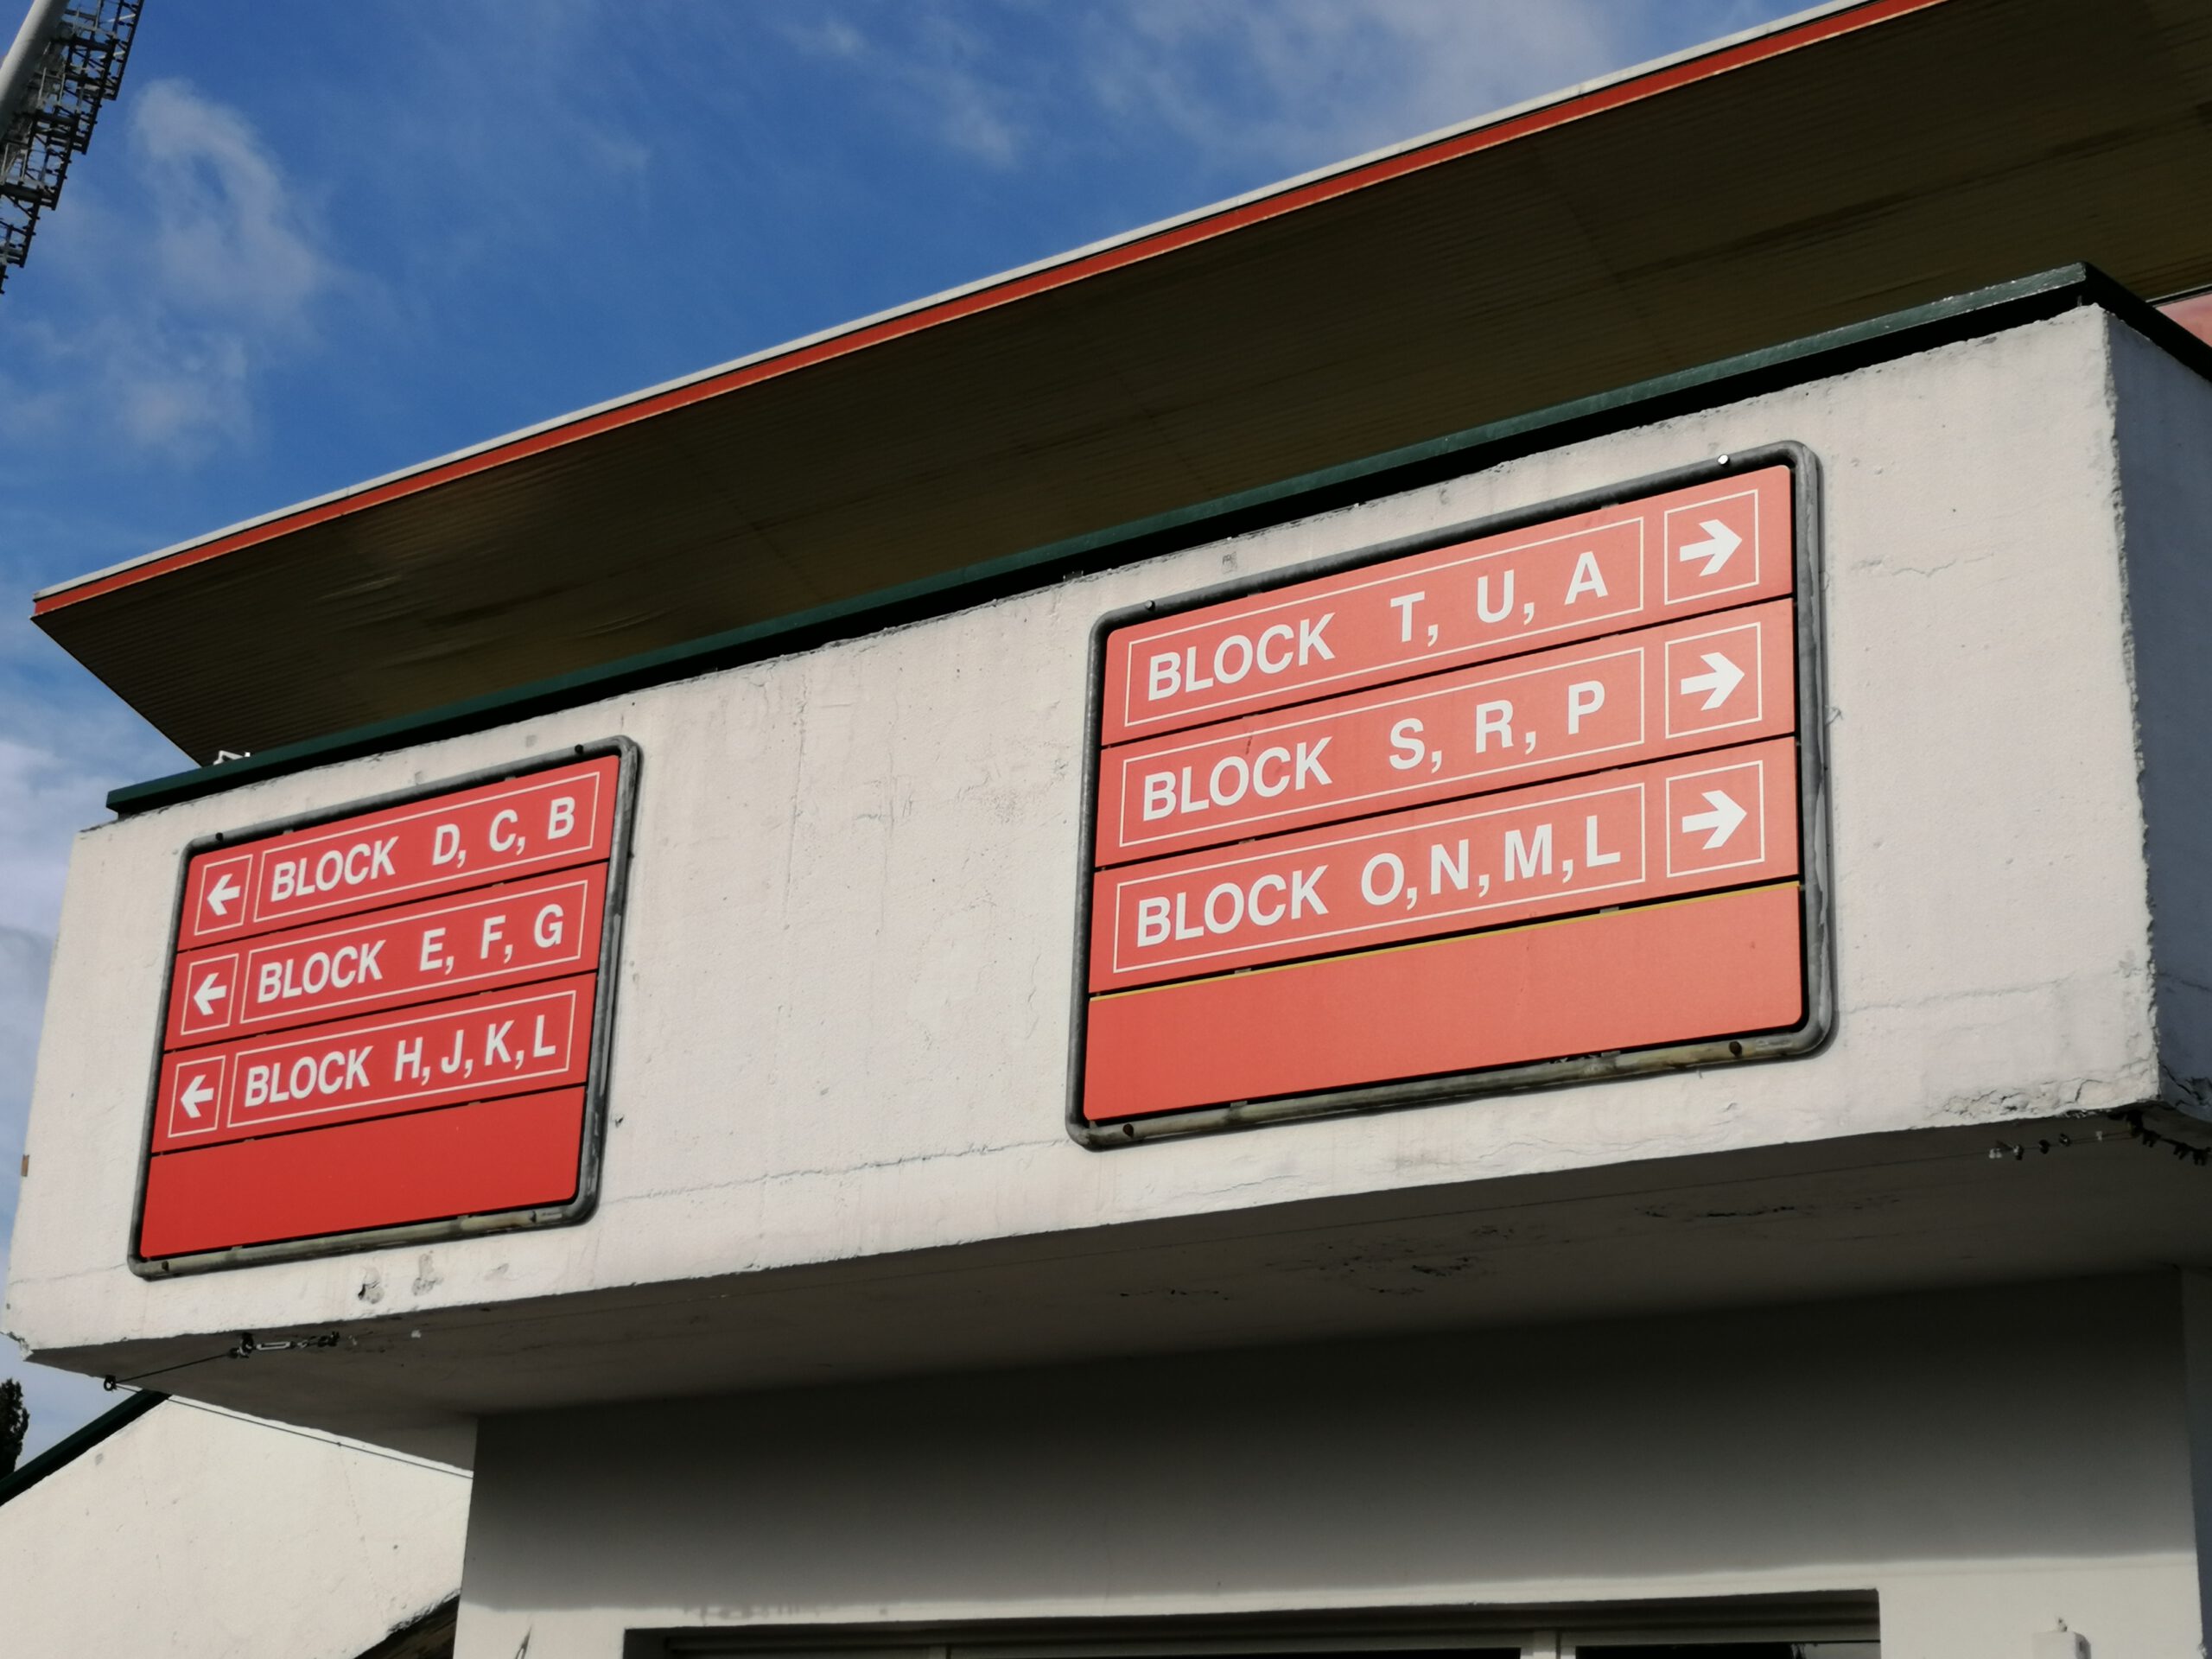 BLOCK D, C, B
BLOCK E, F, G
BLOCK H, J, K, L
BLOCK T, U, A
BLOCK S, R, P
BLOCK O, N, M, L